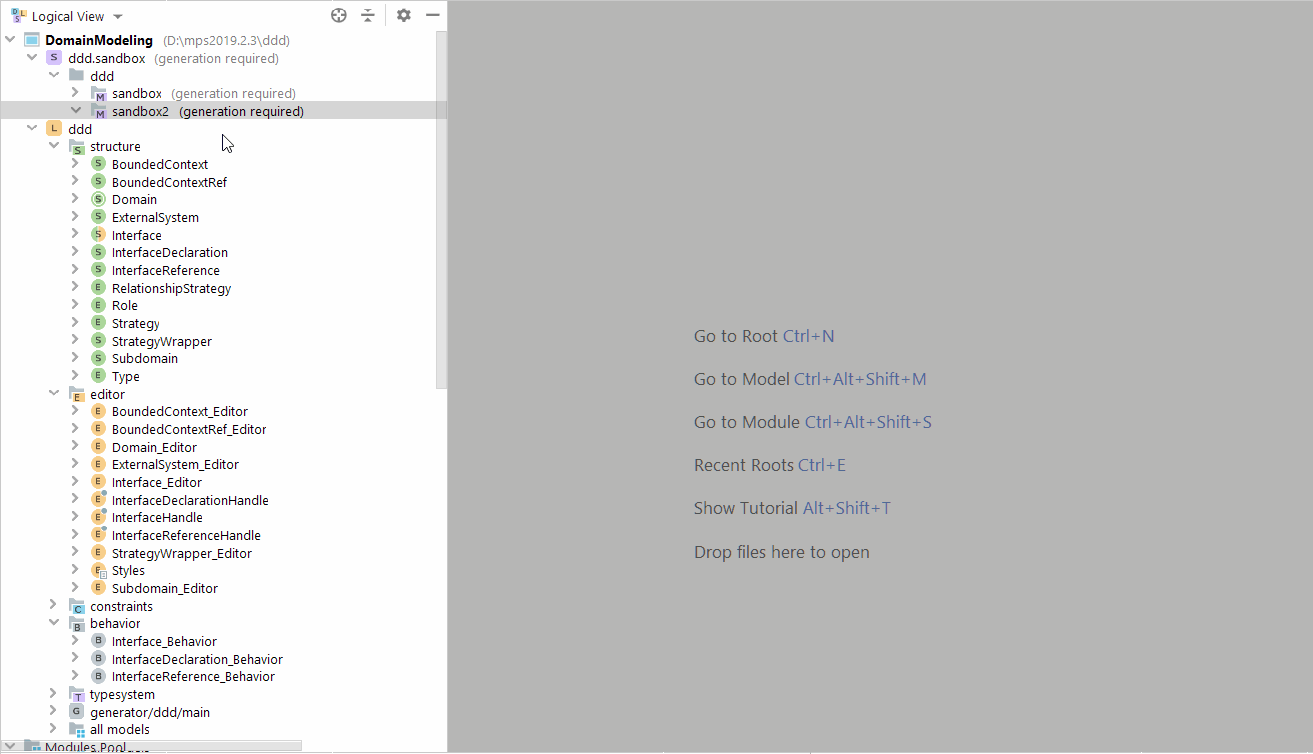 Logical View
DomainModeling (D:\mps2019.2.3\ddd)
S ddd.sandbox (generation required)
ddd
M sandbox (generation required)
M sandbox2 (generation required)
L ddd
S structure
S BoundedContext
S BoundedContextRef
S Domain
S ExternalSystem
S Interface
S InterfaceDeclaration
S InterfaceReference
E RelationshipStrategy
E Role
E Strategy
S StrategyWrapper
S Subdomain
E Type
E editor
E BoundedContext_Editor
E BoundedContextRef_Editor
E Domain_Editor
E ExternalSystem_Editor
E Interface_Editor
E InterfaceDeclarationHandle
E InterfaceHandle
E InterfaceReferenceHandle
E StrategyWrapper_Editor
E Styles
E Subdomain_Editor
C constraints
B behavior
B Interface_Behavior
B InterfaceDeclaration_Behavior
B InterfaceReference_Behavior
T typesystem
G generator/ddd/main
all models
Modules Pool
Go to Root Ctrl+N
Go to Model Ctrl+Alt+Shift+M
Go to Module Ctrl+Alt+Shift+S
Recent Roots Ctrl+E
Show Tutorial Alt+Shift+T
Drop files here to open